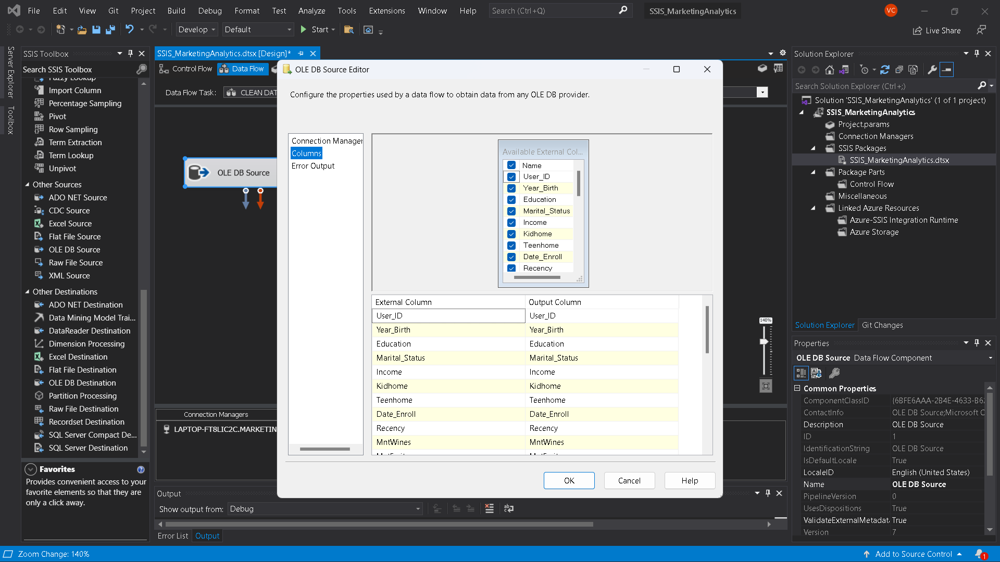 File Edit View Git Project Build Debug Format Test Analyze Tools Extensions Window Help Search (Ctrl+Q) SSIS_MarketingAnalytics VC
Develop Default Start Live Share
Server Explorer
Toolbox
SSIS Toolbox
Search SSIS Toolbox
Fuzzy Lookup
Import Column
Percentage Sampling
Pivot
Row Sampling
Term Extraction
Term Lookup
Unpivot
Other Sources
ADO NET Source
CDC Source
Excel Source
Flat File Source
OLE DB Source
Raw File Source
XML Source
Other Destinations
ADO NET Destination
Data Mining Model Trai...
DataReader Destination
Dimension Processing
Excel Destination
Flat File Destination
OLE DB Destination
Partition Processing
Raw File Destination
Recordset Destination
SQL Server Compact De...
SQL Server Destination
Favorites
Provides convenient access to your
favorite elements so that they are
only a click away.
SSIS_MarketingAnalytics.dtsx [Design]*
Control Flow Data Flow
Data Flow Task: CLEAN DAT
OLE DB Source
140%
Connection Managers
LAPTOP-FT8LIC2C.MARKETIN
OLE DB Source Editor
Configure the properties used by a data flow to obtain data from any OLE DB provider.
Connection Manager
Columns
Error Output
Available External Col...
Name
User_ID
Year_Birth
Education
Marital_Status
Income
Kidhome
Teenhome
Date_Enroll
Recency
External Column Output Column
User_ID User_ID
Year_Birth Year_Birth
Education Education
Marital_Status Marital_Status
Income Income
Kidhome Kidhome
Teenhome Teenhome
Date_Enroll Date_Enroll
Recency Recency
MntWines MntWines
OK Cancel Help
Output
Show output from: Debug
Error List Output
Solution Explorer
Search Solution Explorer (Ctrl+;)
Solution 'SSIS_MarketingAnalytics' (1 of 1 project)
SSIS_MarketingAnalytics
Project.params
Connection Managers
SSIS Packages
SSIS_MarketingAnalytics.dtsx
Package Parts
Control Flow
Miscellaneous
Linked Azure Resources
Azure-SSIS Integration Runtime
Azure Storage
Solution Explorer Git Changes
Properties
OLE DB Source Data Flow Component
Common Properties
ComponentClassID {6BFE6AAA-2B4E-4633-B6
ContactInfo OLE DB Source;Microsoft C
Description OLE DB Source
ID 1
IdentificationString OLE DB Source
IsDefaultLocale True
LocaleID English (United States)
Name OLE DB Source
PipelineVersion 0
UsesDispositions True
ValidateExternalMetadat True
Version 7
Zoom Change: 140% Add to Source Control 1